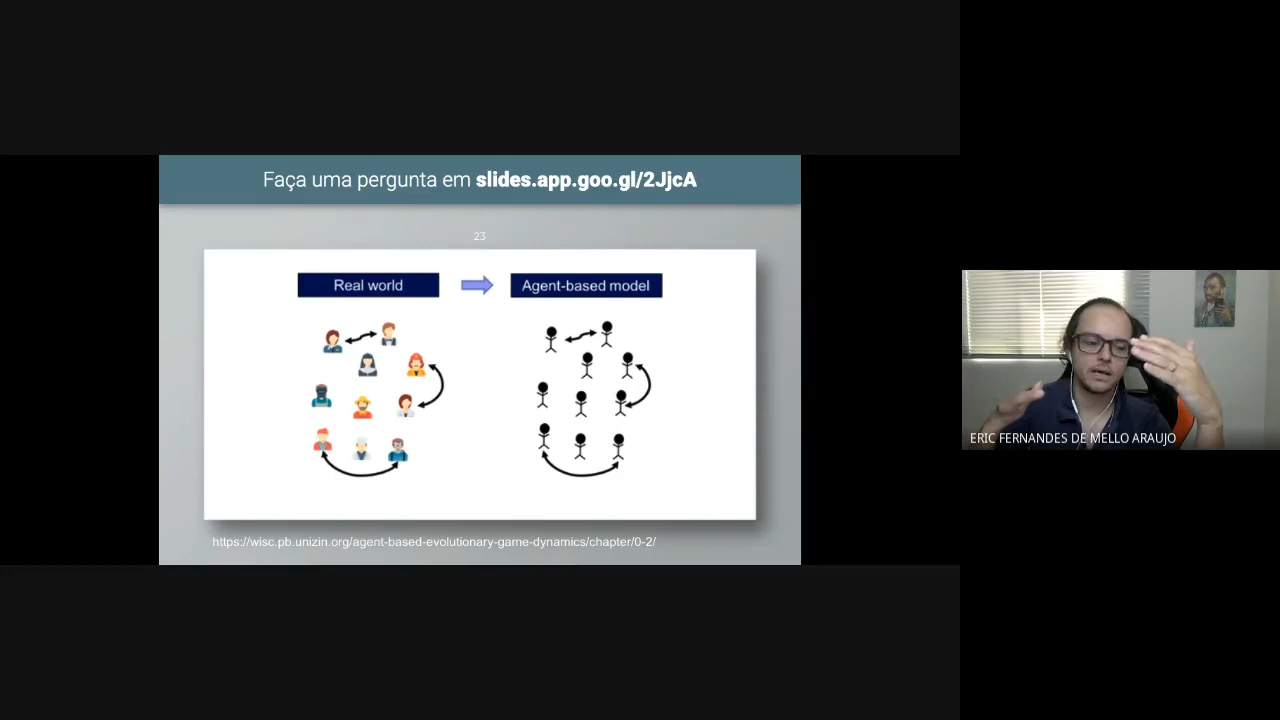 Faça uma pergunta em slides.app.goo.gl/2JjcA
23
Real world
Agent-based model
https://wisc.pb.unizin.org/agent-based-evolutionary-game-dynamics/chapter/0-2/
ERIC FERNANDES DE MELLO ARAUJO